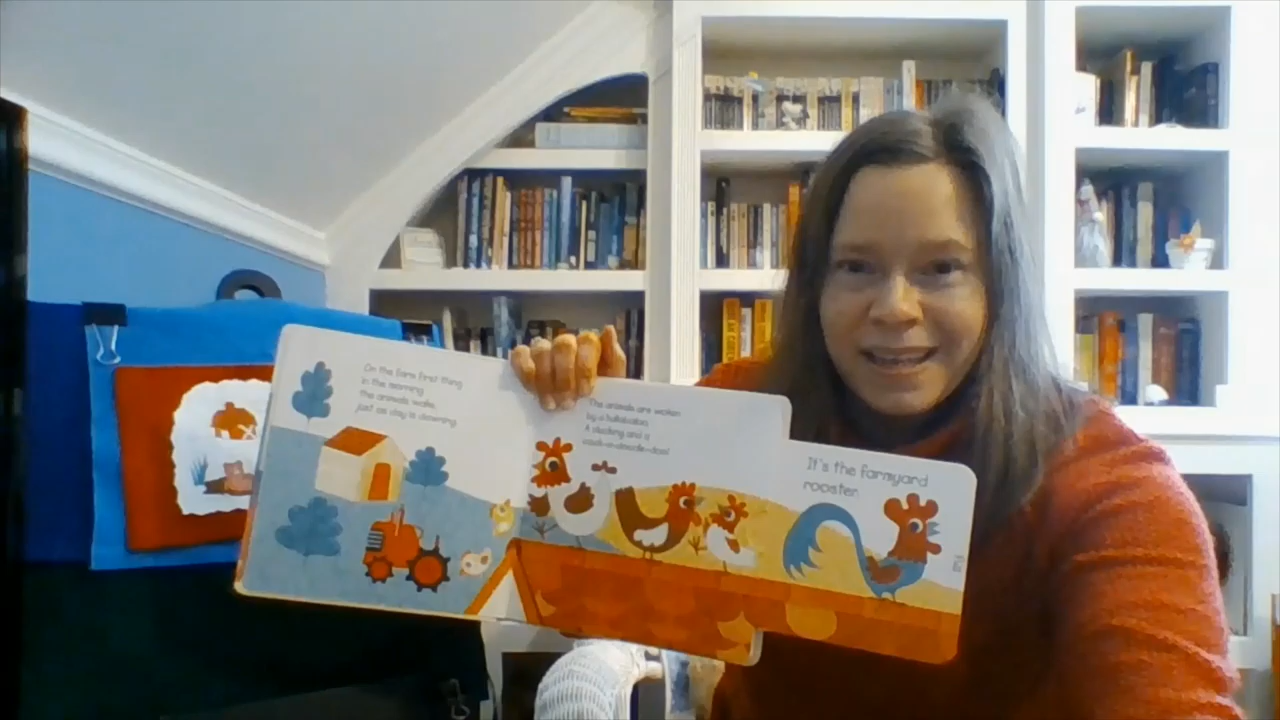 On the farm first thing
in the morning
the animals wake,
just as day is dawning.
The animals are woken
by a hullabaloo,
A clucking and a
cock-a-doodle-doo!
It's the farmyard
rooster.